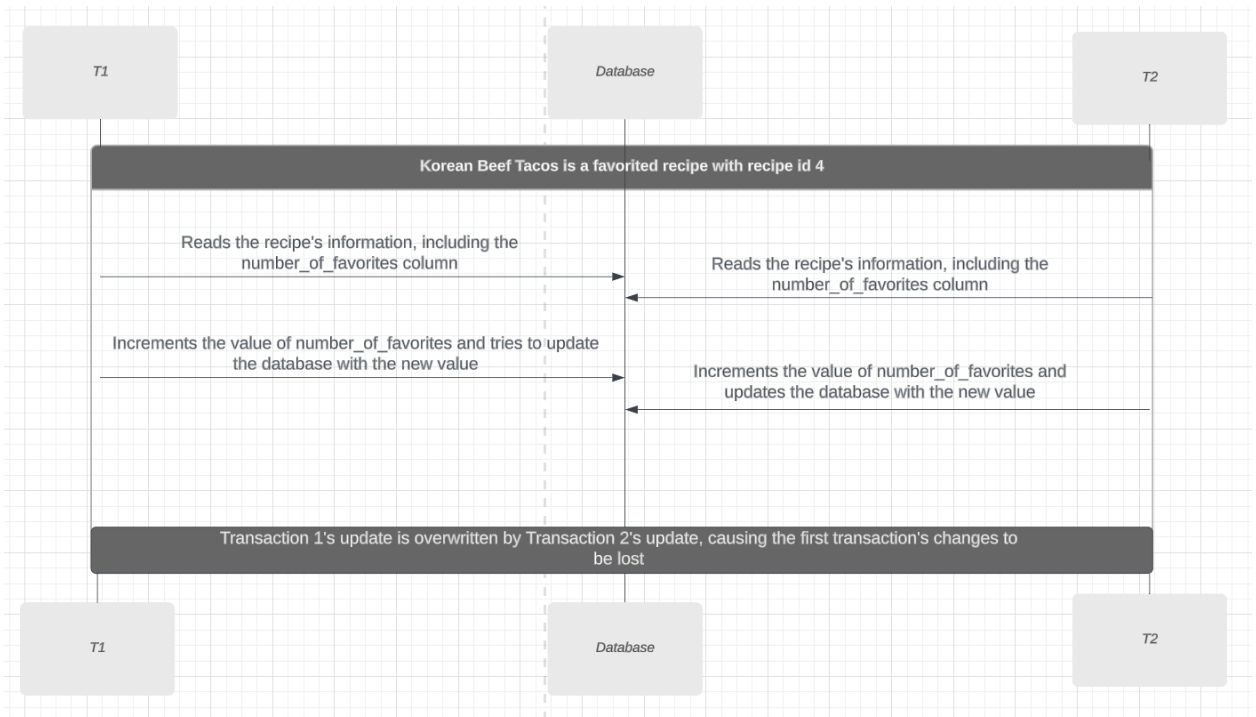 T1
Database
T2
Korean Beef Tacos is a favorited recipe with recipe id 4
Reads the recipe's information, including the
number_of_favorites column
Reads the recipe's information, including the
number_of_favorites column
Increments the value of number_of_favorites and tries to update
the database with the new value
Increments the value of number_of_favorites and
updates the database with the new value
Transaction 1's update is overwritten by Transaction 2's update, causing the first transaction's changes to
be lost
T1
Database
T2